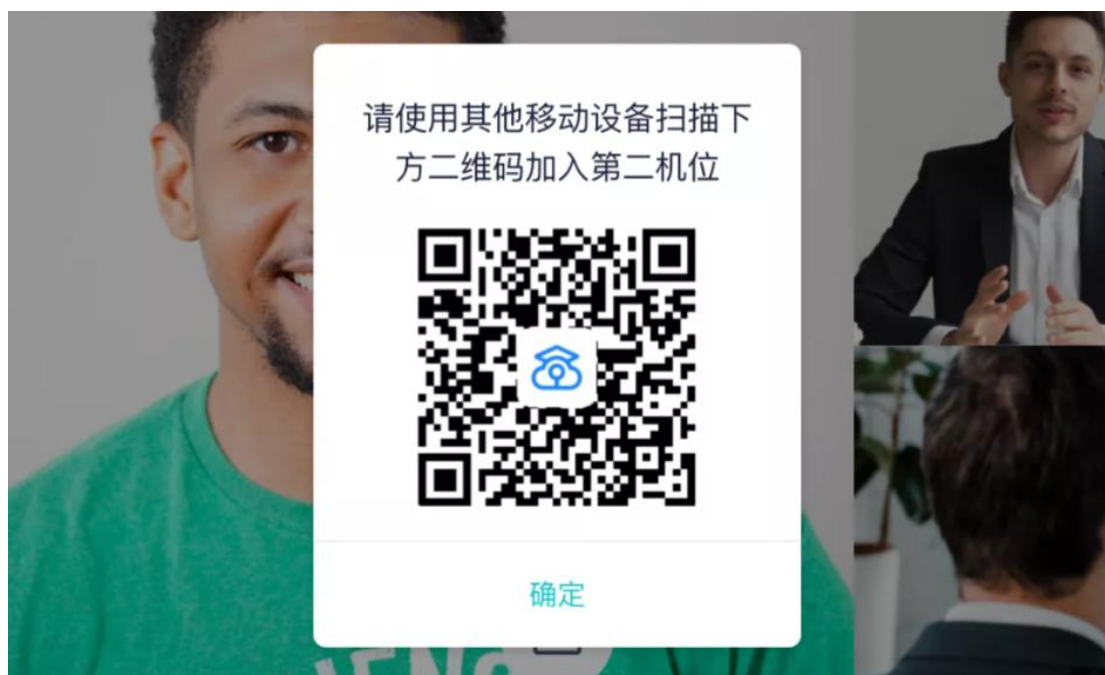 请使用其他移动设备扫描下
方二维码加入第二机位
确定